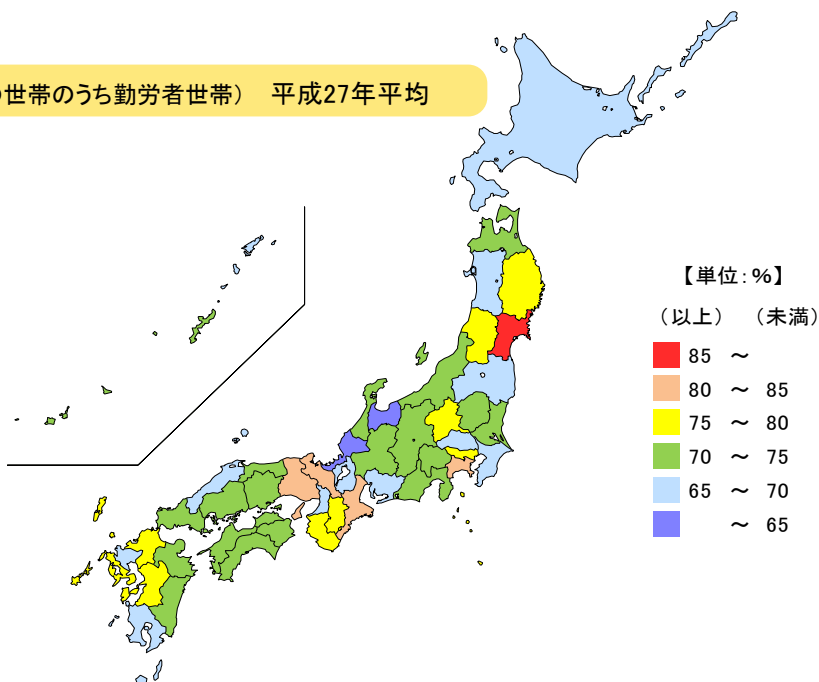 の世帯のうち勤労者世帯） 平成27年平均
【単位：％】
（以上） （未満）
85 ～
80 ～ 85
75 ～ 80
70 ～ 75
65 ～ 70
～ 65